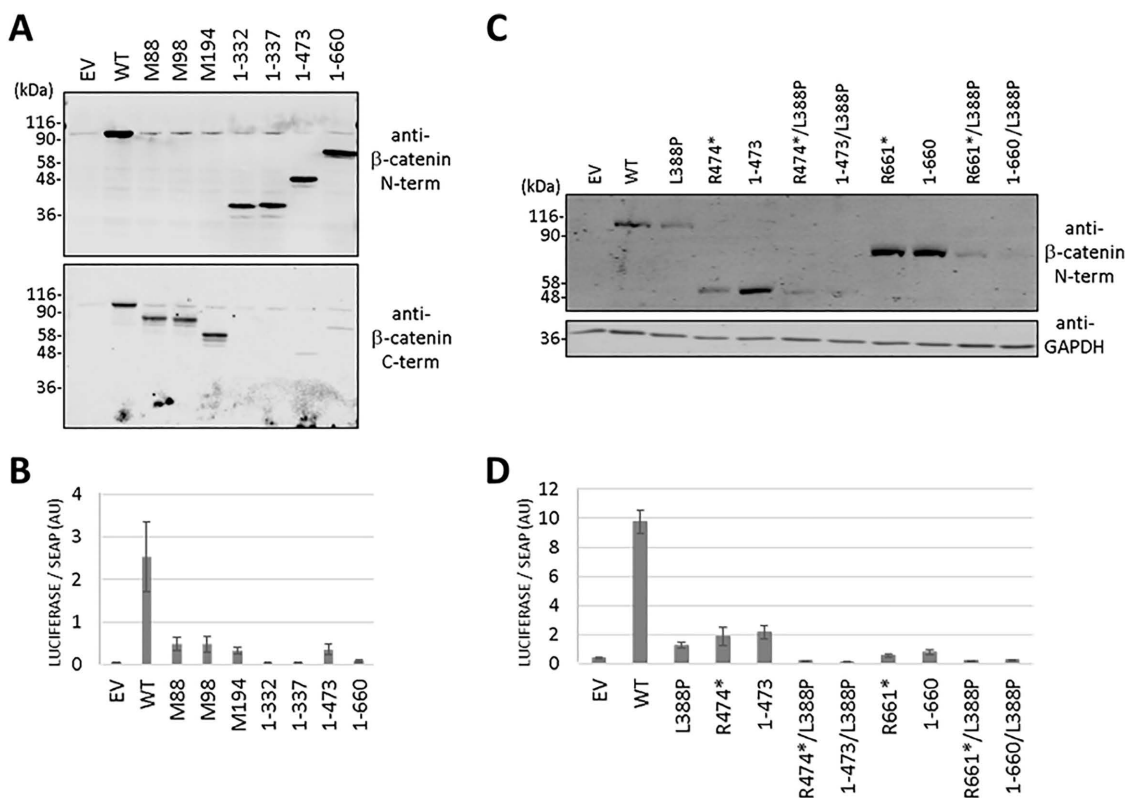 A
EV WT M88 M98 M194 1-332 1-337 1-473 1-660
(kDa)
116-
90-
58-
48-
36-
anti-
β-catenin
N-term
116-
90-
58-
48-
36-
anti-
β-catenin
C-term
B
LUCIFERASE / SEAP (AU)
4
3
2
1
0
EV WT M88 M98 M194 1-332 1-337 1-473 1-660
C
EV WT L388P R474* 1-473 R474*/L388P 1-473/L388P R661* 1-660 R661*/L388P 1-660/L388P
(kDa)
116-
90-
58-
48-
anti-
β-catenin
N-term
36-
anti-
GAPDH
D
LUCIFERASE / SEAP (AU)
12
10
8
6
4
2
0
EV WT L388P R474* 1-473 R474*/L388P 1-473/L388P R661* 1-660 R661*/L388P 1-660/L388P